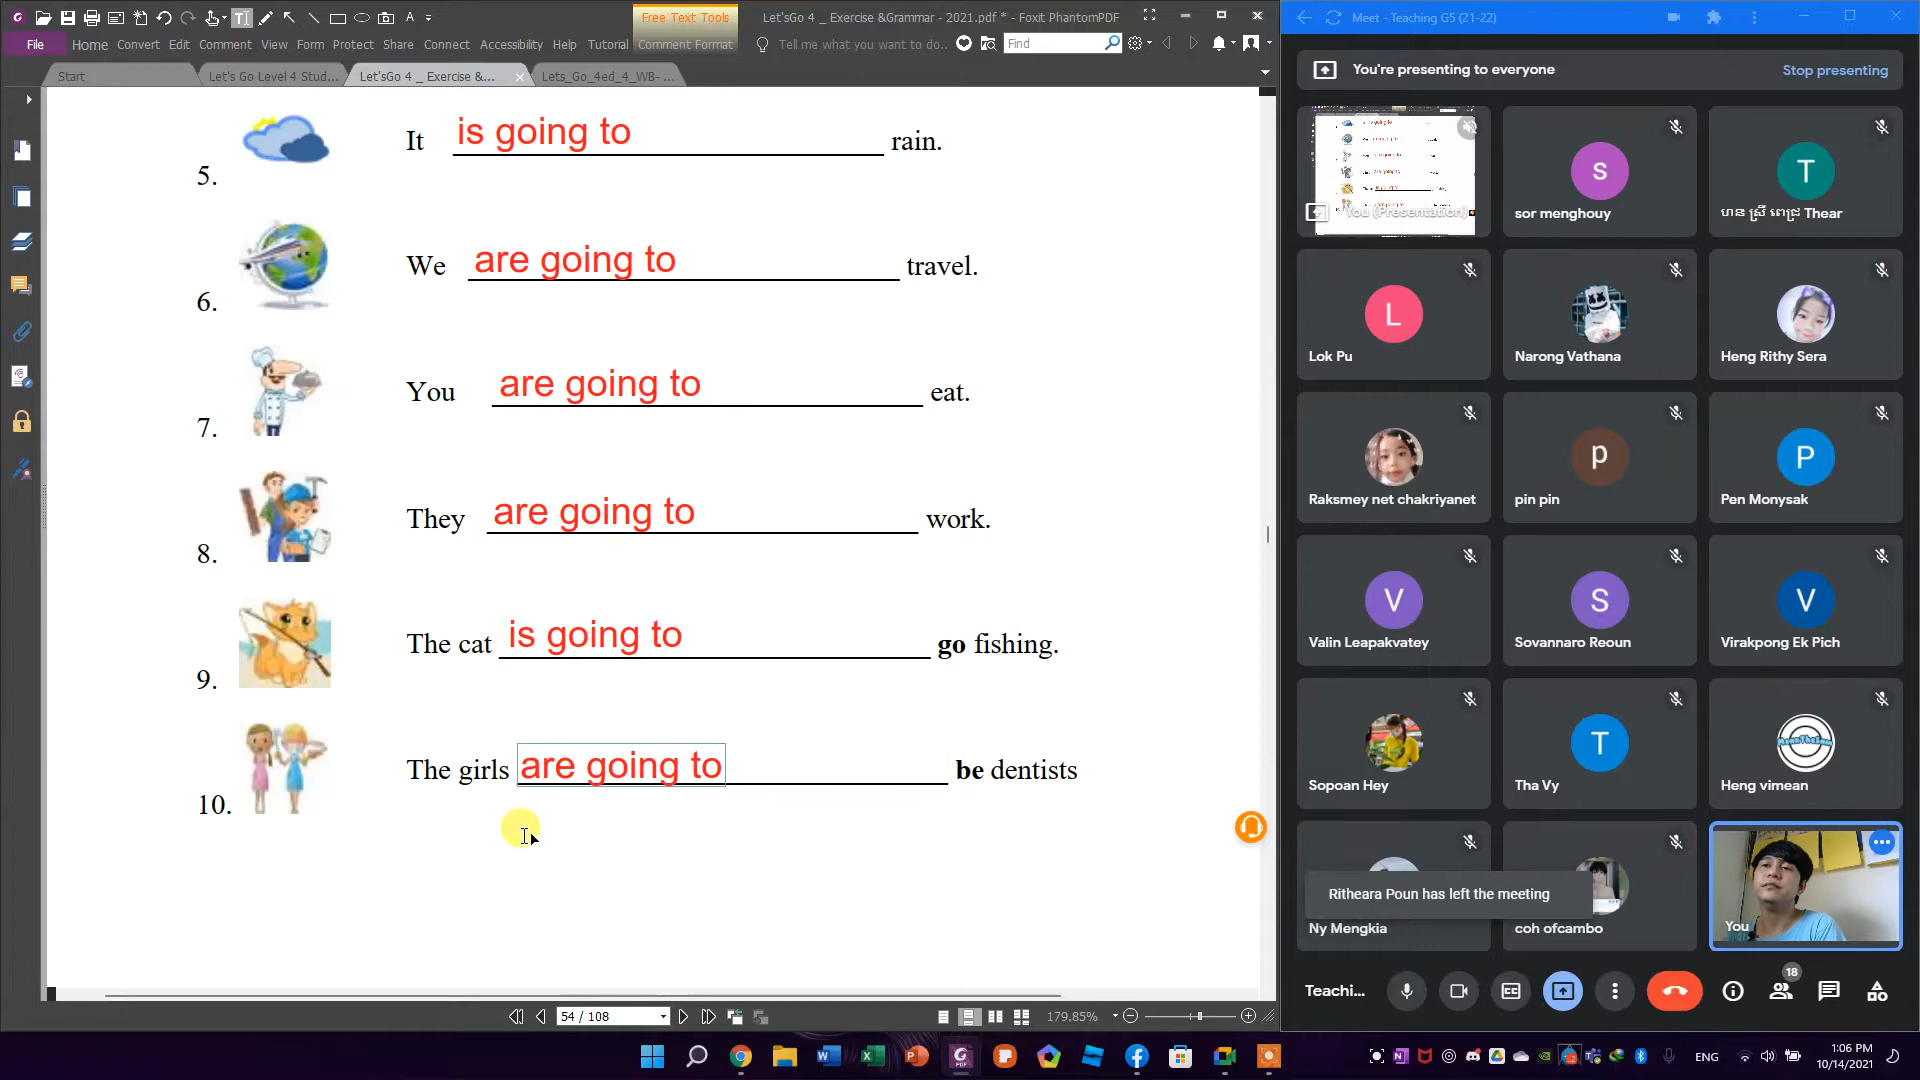 Free Text Tools
Let'sGo 4 _ Exercise &Grammar - 2021.pdf * - Foxit PhantomPDF
File Home Convert Edit Comment View Form Protect Share Connect Accessibility Help Tutorial Comment Format Tell me what you want to do.. Find
Start Let's Go Level 4 Stud... Let'sGo 4 _ Exercise &... Lets_Go_4ed_4_WB- ...
5. It is going to rain.
6. We are going to travel.
7. You are going to eat.
8. They are going to work.
9. The cat is going to go fishing.
10. The girls are going to be dentists
54 / 108
179.85%
Meet - Teaching G5 (21-22)
You're presenting to everyone Stop presenting
You (Presentation)
s
sor menghouy
T
ហន ស្រី ពេជ្រ Thear
L
Lok Pu
Narong Vathana
Heng Rithy Sera
Raksmey net chakriyanet
p
pin pin
P
Pen Monysak
V
Valin Leapakvatey
S
Sovannaro Reoun
V
Virakpong Ek Pich
Sopoan Hey
T
Tha Vy
Heng vimean
Ritheara Poun has left the meeting
Ny Mengkia
coh ofcambo
You
Teachi...
18
ENG
1:06 PM
10/14/2021